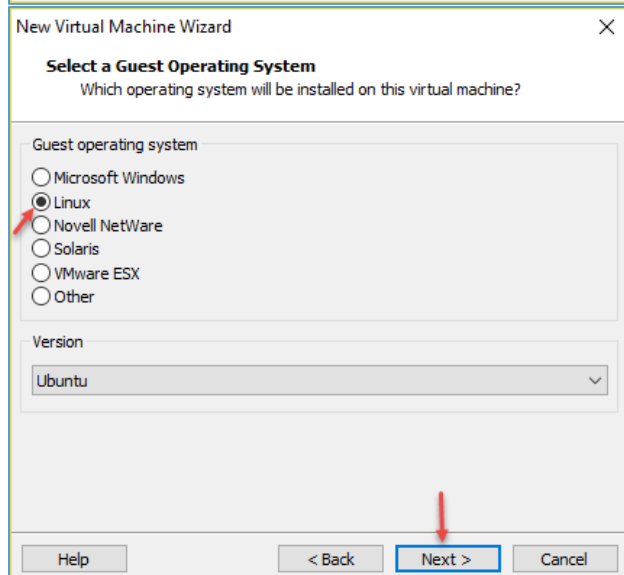 New Virtual Machine Wizard
Select a Guest Operating System
Which operating system will be installed on this virtual machine?
Guest operating system
Microsoft Windows
Linux
Novell NetWare
Solaris
VMware ESX
Other
Version
Ubuntu
Help < Back Next > Cancel